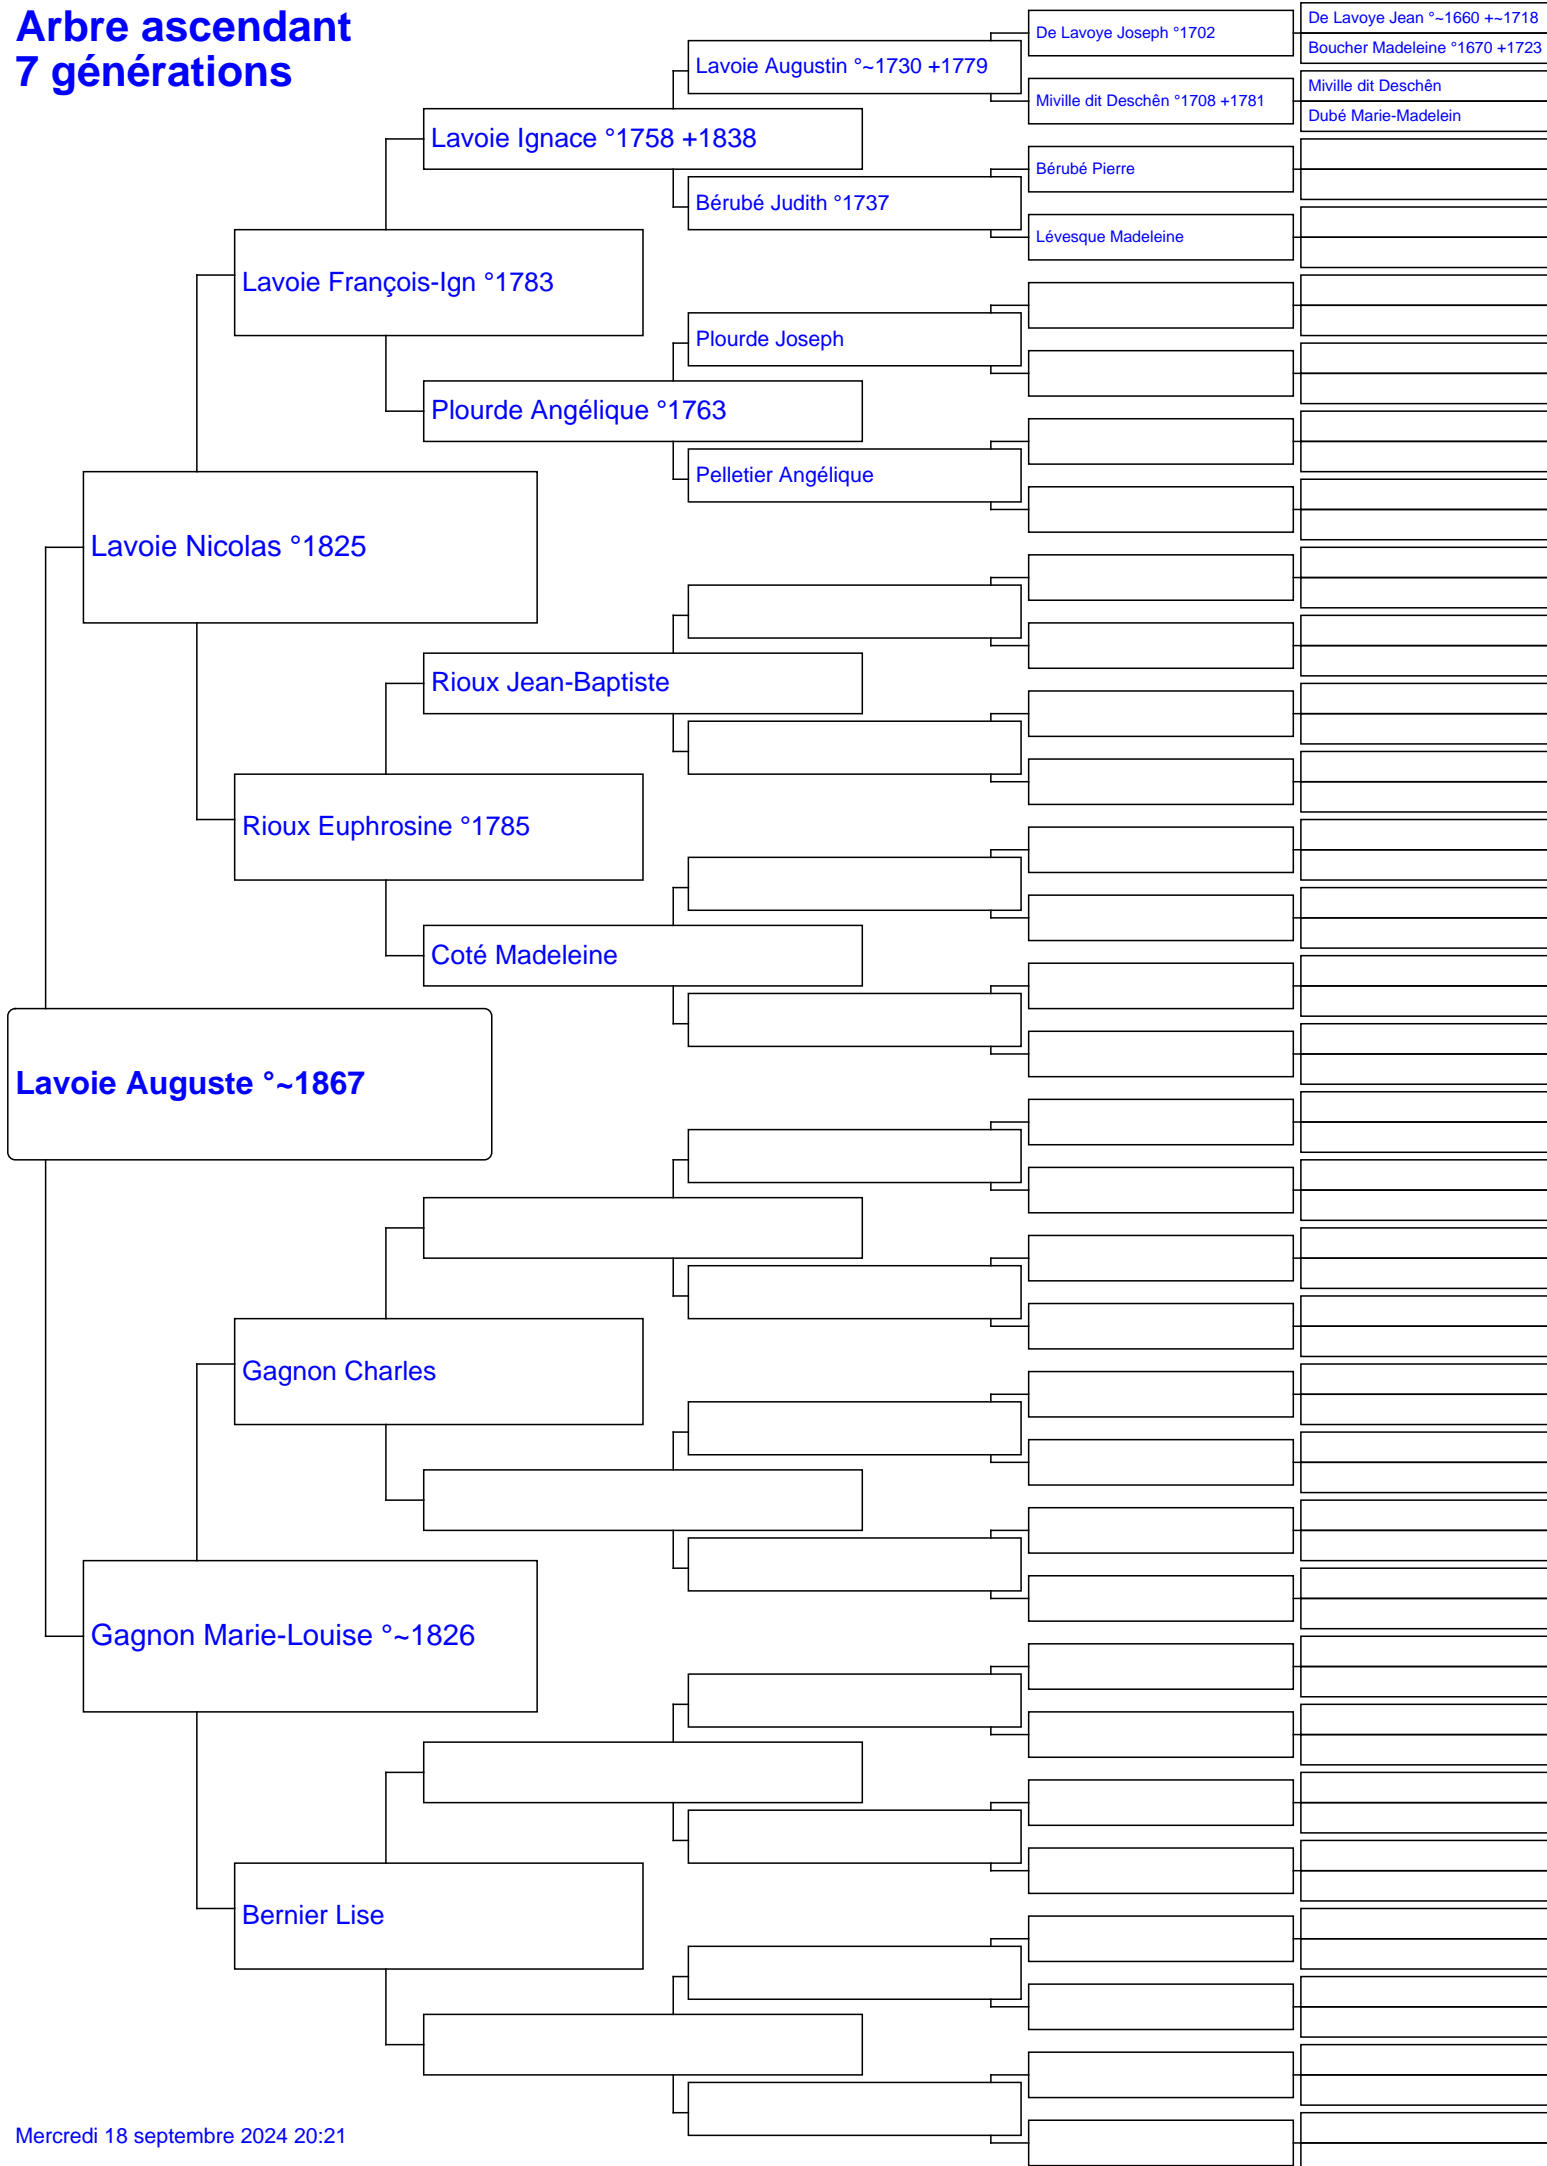 Arbre ascendant
7 générations
De Lavoye Jean °~1660 +~1718
De Lavoye Joseph °1702
Boucher Madeleine °1670 +1723
Lavoie Augustin °~1730 +1779
Miville dit Deschên
Miville dit Deschên °1708 +1781
Dubé Marie-Madelein
Lavoie Ignace °1758 +1838
Bérubé Pierre
Bérubé Judith °1737
Lévesque Madeleine
Lavoie François-Ign °1783
Plourde Joseph
Plourde Angélique °1763
Pelletier Angélique
Lavoie Nicolas °1825
Rioux Jean-Baptiste
Rioux Euphrosine °1785
Coté Madeleine
Lavoie Auguste °~1867
Gagnon Charles
Gagnon Marie-Louise °~1826
Bernier Lise
Mercredi 18 septembre 2024 20:21